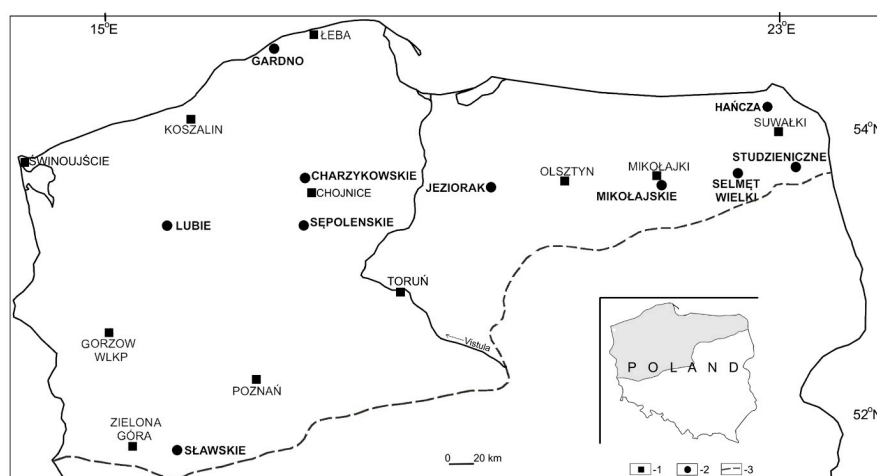 15°E
23°E
ŁEBA
GARDNO
HAŃCZA
54°N
KOSZALIN
SUWAŁKI
ŚWINOUJŚCIE
STUDZIENICZNE
CHARZYKOWSKIE
OLSZTYN
MIKOŁAJKI
JEZIORAK
CHOJNICE
MIKOŁAJSKIE
SELMĘT
WIELKI
LUBIE
SĘPOLENSKIE
TORUŃ
GORZOW
WLKP
Vistula
POLAND
POZNAŃ
52°N
ZIELONA
GÓRA
SŁAWSKIE
0 20 km
-1 -2 -3